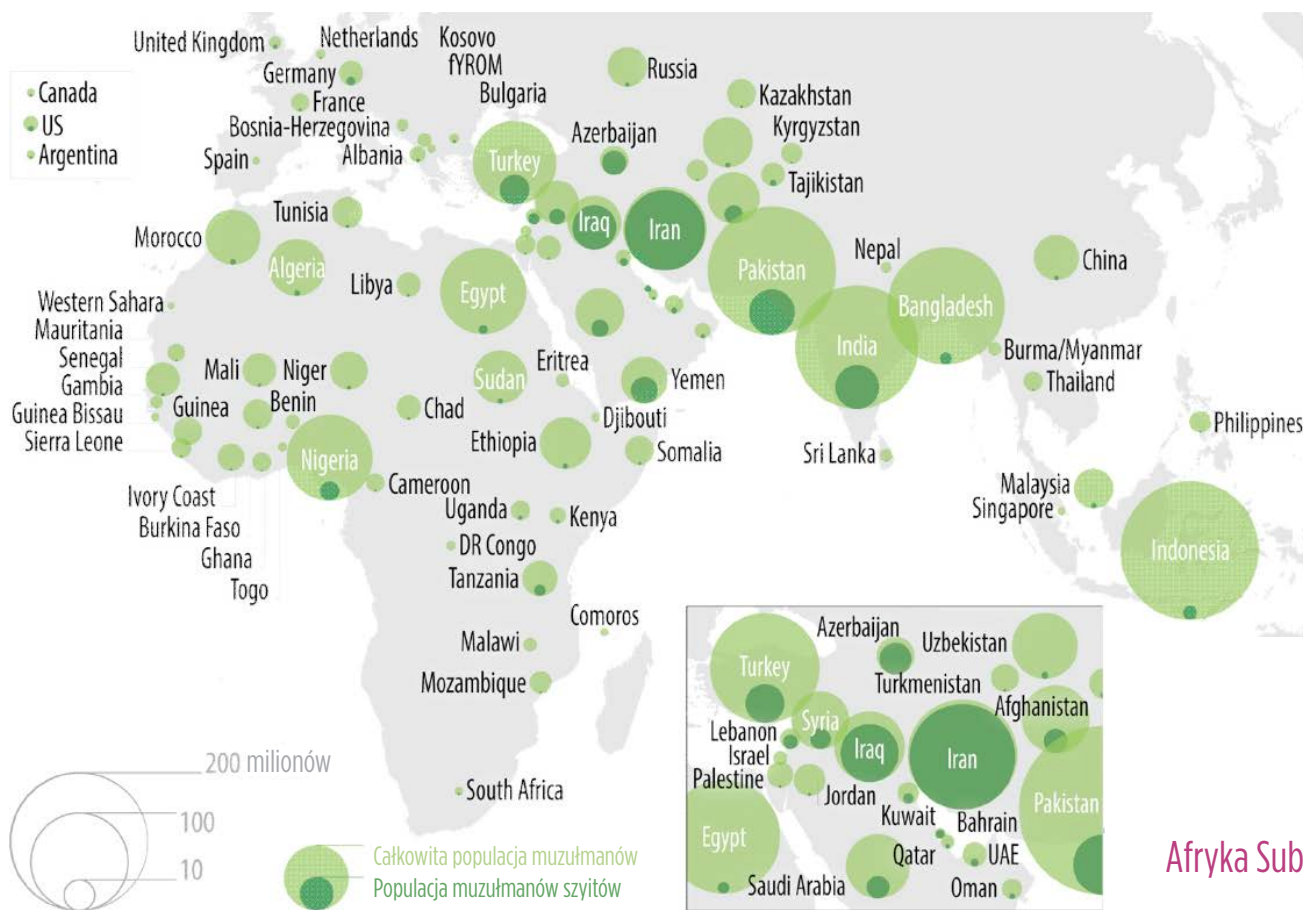 United Kingdom
Netherlands
Kosovo
fYROM
Bulgaria
Germany
Russia
Canada
US
Argentina
France
Bosnia-Herzegovina
Kazakhstan
Kyrgyzstan
Azerbaijan
Spain
Albania
Turkey
Tajikistan
Tunisia
Iraq
Iran
Morocco
Algeria
Libya
Egypt
Pakistan
Nepal
China
Bangladesh
India
Western Sahara
Mauritania
Senegal
Gambia
Guinea Bissau
Sierra Leone
Mali
Niger
Guinea
Benin
Chad
Sudan
Eritrea
Yemen
Djibouti
Ethiopia
Somalia
Burma/Myanmar
Thailand
Philippines
Nigeria
Sri Lanka
Ivory Coast
Burkina Faso
Ghana
Togo
Cameroon
Uganda
Kenya
DR Congo
Tanzania
Malaysia
Singapore
Indonesia
Comoros
Malawi
Mozambique
South Africa
Azerbaijan
Uzbekistan
Turkey
Turkmenistan
Afghanistan
Syria
Lebanon
Israel
Iraq
Iran
Palestine
Jordan
Kuwait
Bahrain
Pakistan
Egypt
Qatar
UAE
Saudi Arabia
Oman
200 milionów
100
10
Całkowita populacja muzułmanów
Populacja muzułmanów szyitów
Afryka Sub